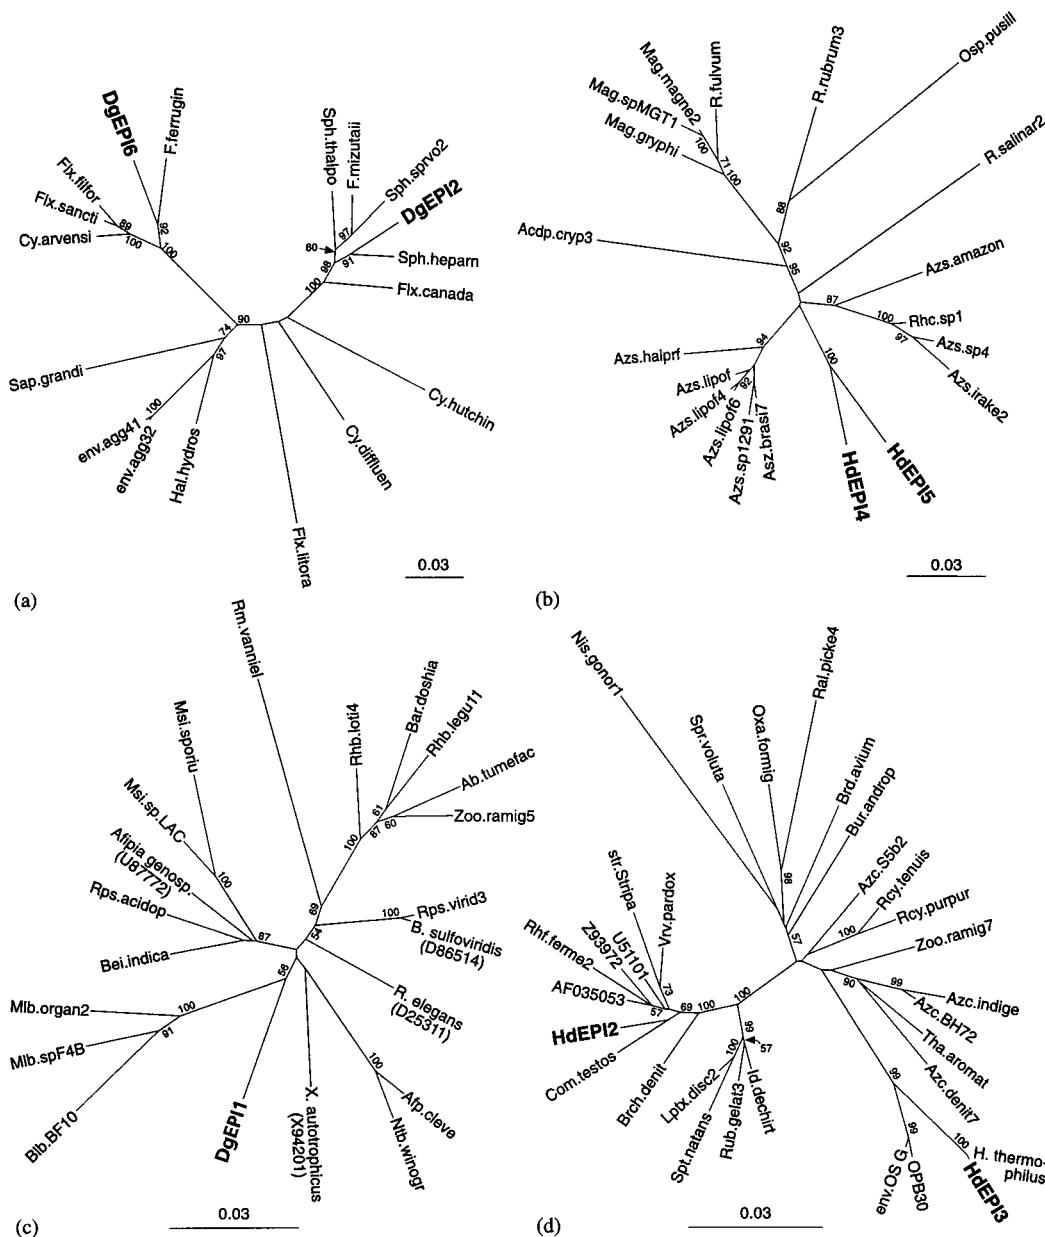 DgEPI6
F.ferrugin
Flx.filfor
Flx.sancti
Cy.arvensi
89
100
92
100
Sph.thalpo
F.mizutaii
Sph.sprvo2
DgEPI2
Sph.heparn
Flx.canada
60
97
91
98
100
90
74
97
Sap.grandi
100
env.agg41
env.agg32
Hal.hydros
Flx.litora
Cy.diffluen
Cy.hutchin
0.03
(a)
Mag.magne2
R.fulvum
Mag.spMGT1
Mag.gryphi
100
71
100
R.rubrum3
Osp.pusill
R.salinar2
88
92
95
Acdp.cryp3
Azs.amazon
87
100
Rhc.sp1
97
Azs.sp4
Azs.irake2
94
Azs.halprf
Azs.lipof
92
Azs.lipof4
Azs.lipof6
Azs.sp1291
Asz.brasi7
100
HdEPI4
HdEPI5
0.03
(b)
Rm.vanniel
Msi.sporiu
Msi.sp.LAC
Afipia genosp.
(U87772)
Rps.acidop
Bei.indica
100
87
Rhb.loti4
Bar.doshia
Rhb.legu11
Ab.tumefac
Zoo.ramig5
61
67
60
100
69
54
100
Rps.virid3
B. sulfoviridis
(D86514)
R. elegans
(D25311)
56
Mlb.organ2
100
91
Mlb.spF4B
Blb.BF10
DgEPI1
X. autotrophicus
(X94201)
100
Afp.cleve
Ntb.winogr
0.03
(c)
Nis.gonor1
Spr.voluta
Oxa.formig
Ral.picke4
Brd.avium
Bur.androp
98
57
Azc.S5b2
Rcy.tenuis
100
Rcy.purpur
Zoo.ramig7
str.Stripa
Vrv.pardox
U51101
Z93972
Rhf.ferme2
AF035053
73
57
HdEPI2
69
100
100
Com.testos
Brch.denit
99
57
100
Lptx.disc2
Spt.natans
Rub.gelat3
Id.dechirt
90
99
Azc.indige
Azc.BH72
Tha.aromat
Azc.denit7
99
99
100
H. thermo-
philus
HdEPI3
OPB30
env.OS G
0.03
(d)